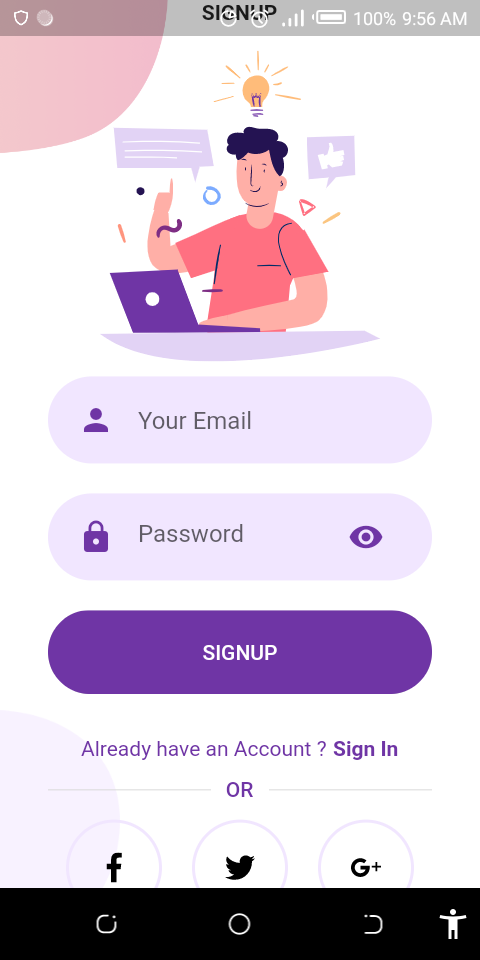 SIGNUP
100% 9:56 AM
Your Email
Password
SIGNUP
Already have an Account ? Sign In
OR
G+